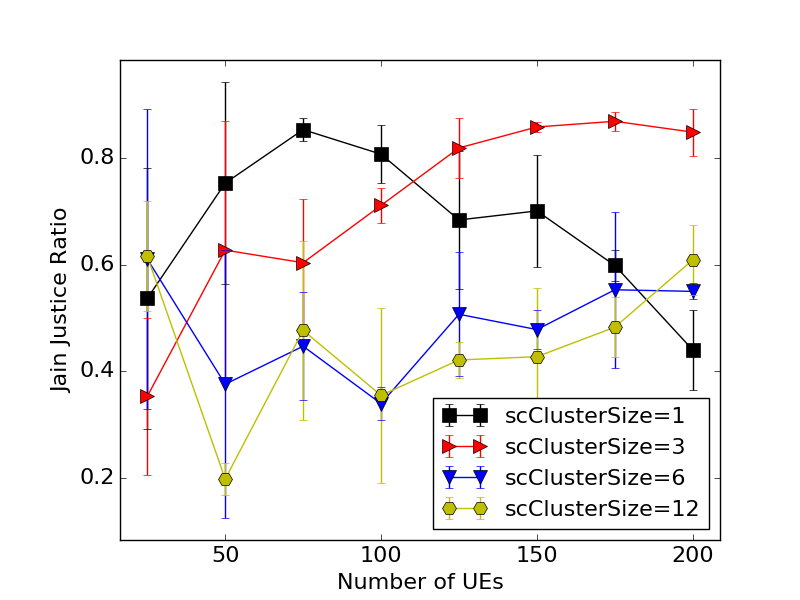 Jain Justice Ratio
0.8
0.6
0.4
0.2
scClusterSize=1
scClusterSize=3
scClusterSize=6
scClusterSize=12
50
100
150
200
Number of UEs